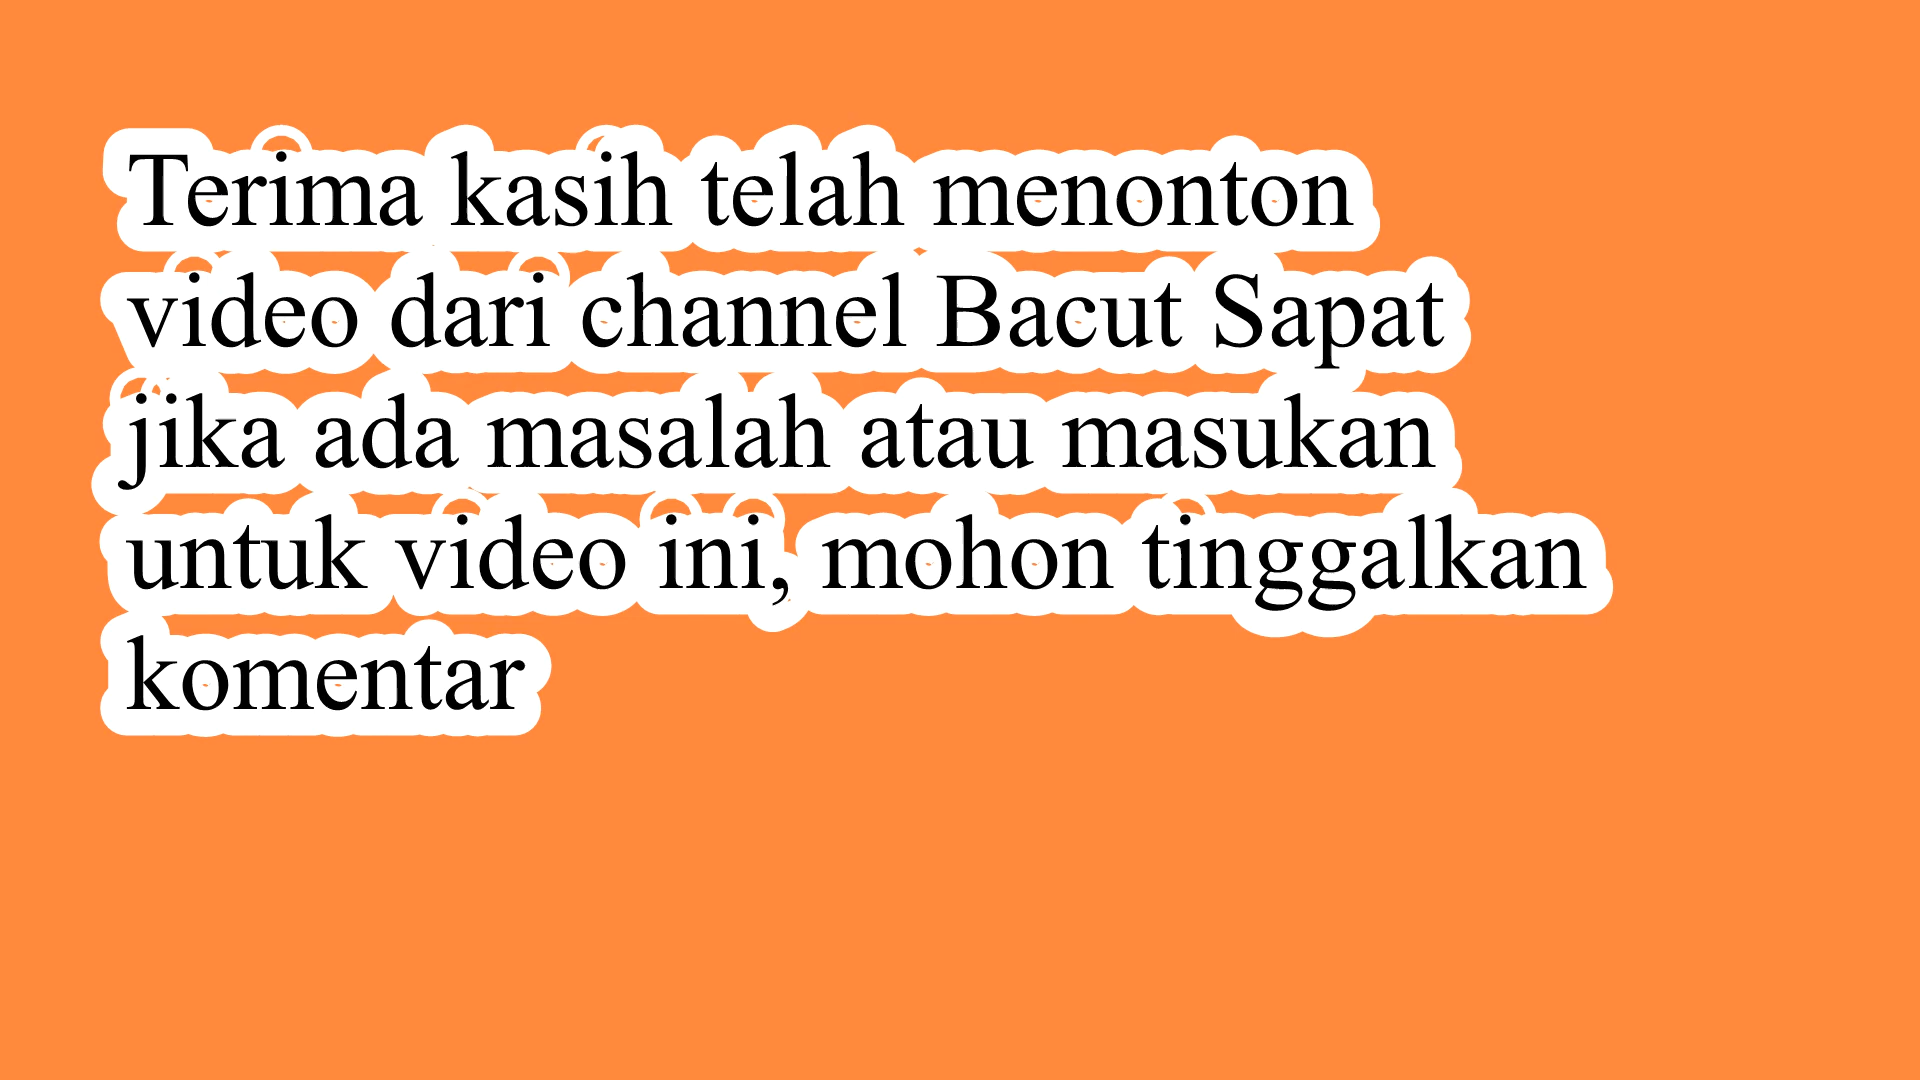 Terima kasih telah menonton
video dari channel Bacut Sapat
jika ada masalah atau masukan
untuk video ini, mohon tinggalkan
komentar